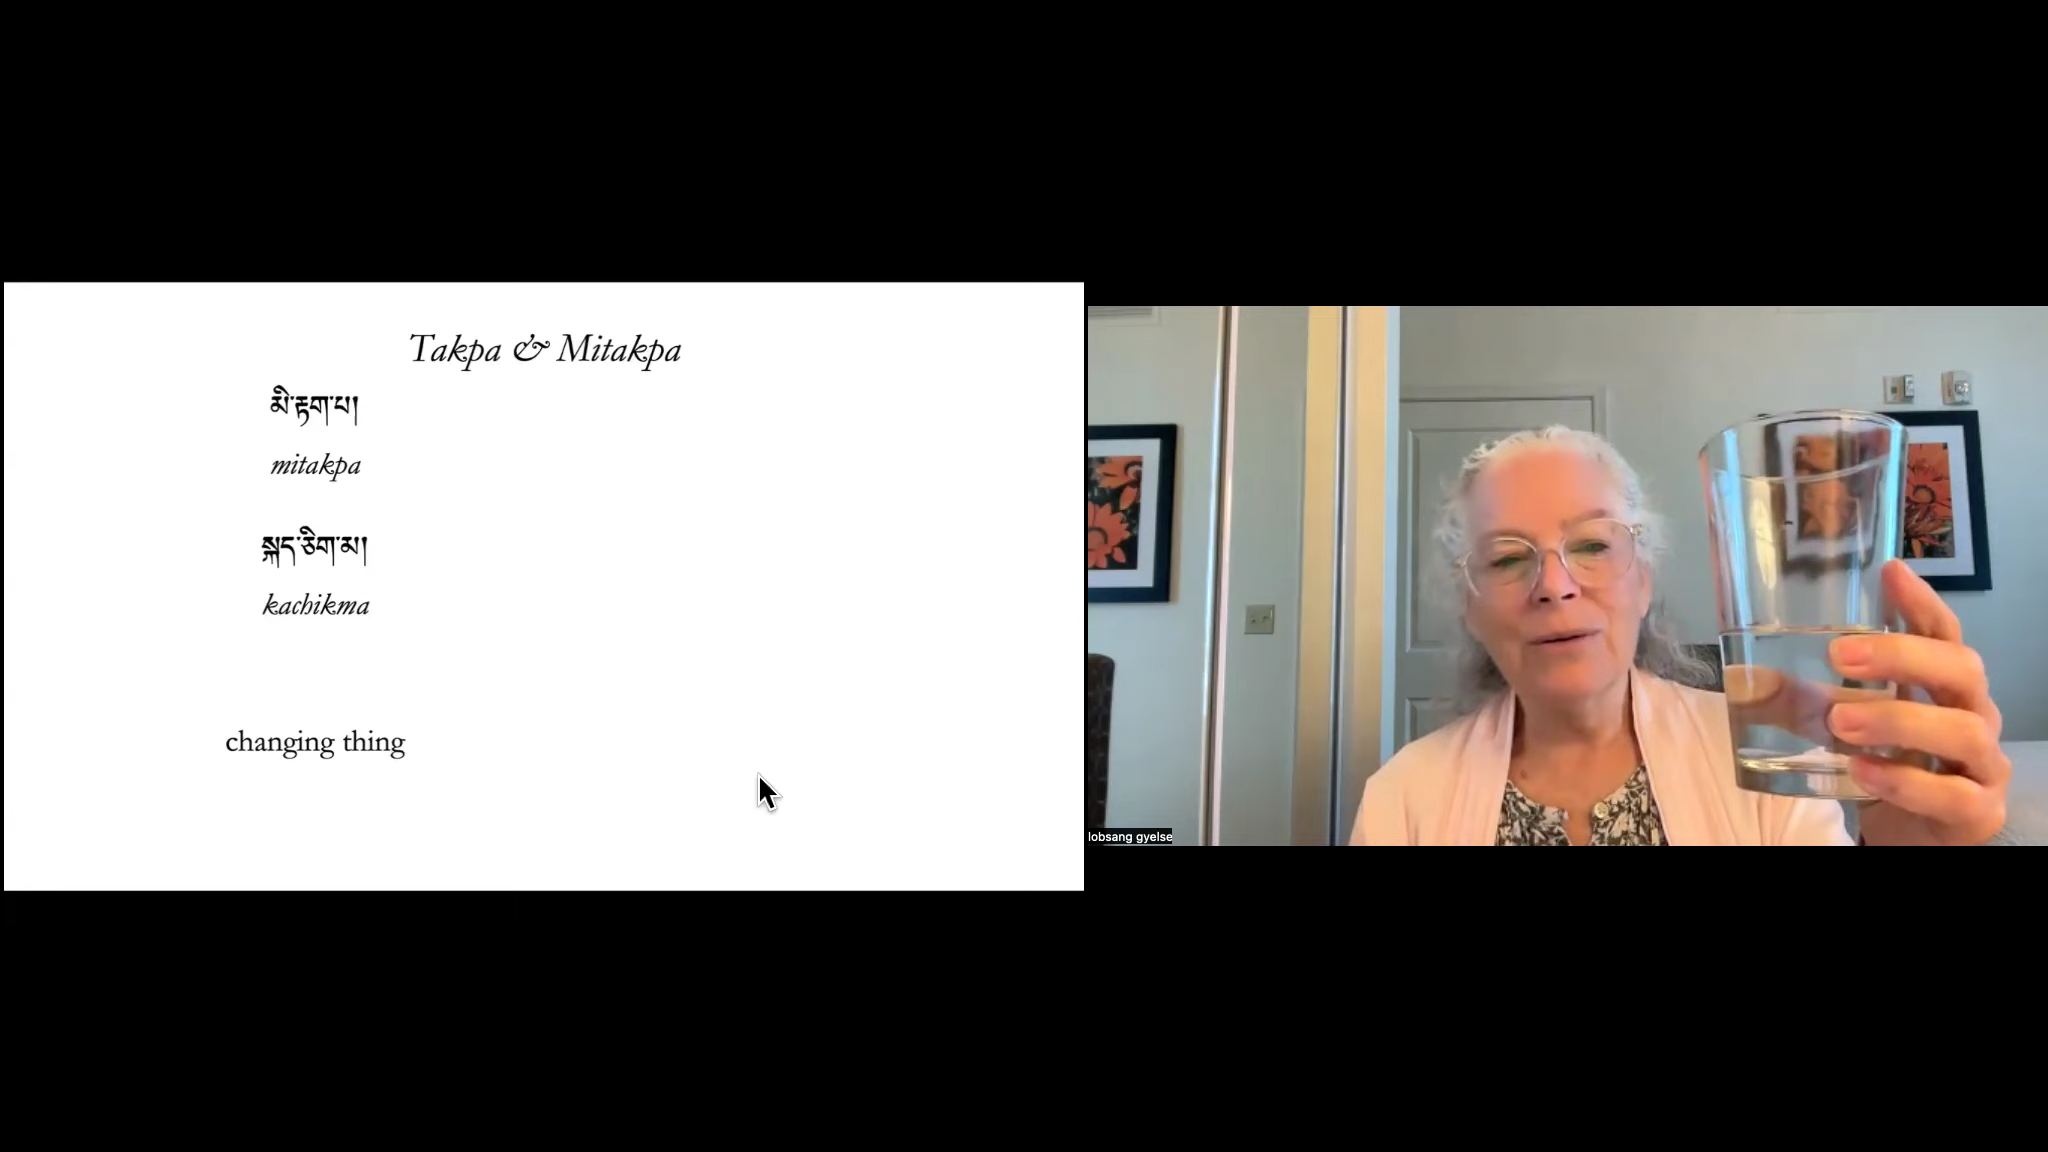 Takpa & Mitakpa
མི་རྟག་པ།
mitakpa
སྐད་ཅིག་མ།
kachikma
changing thing
lobsang gyelse